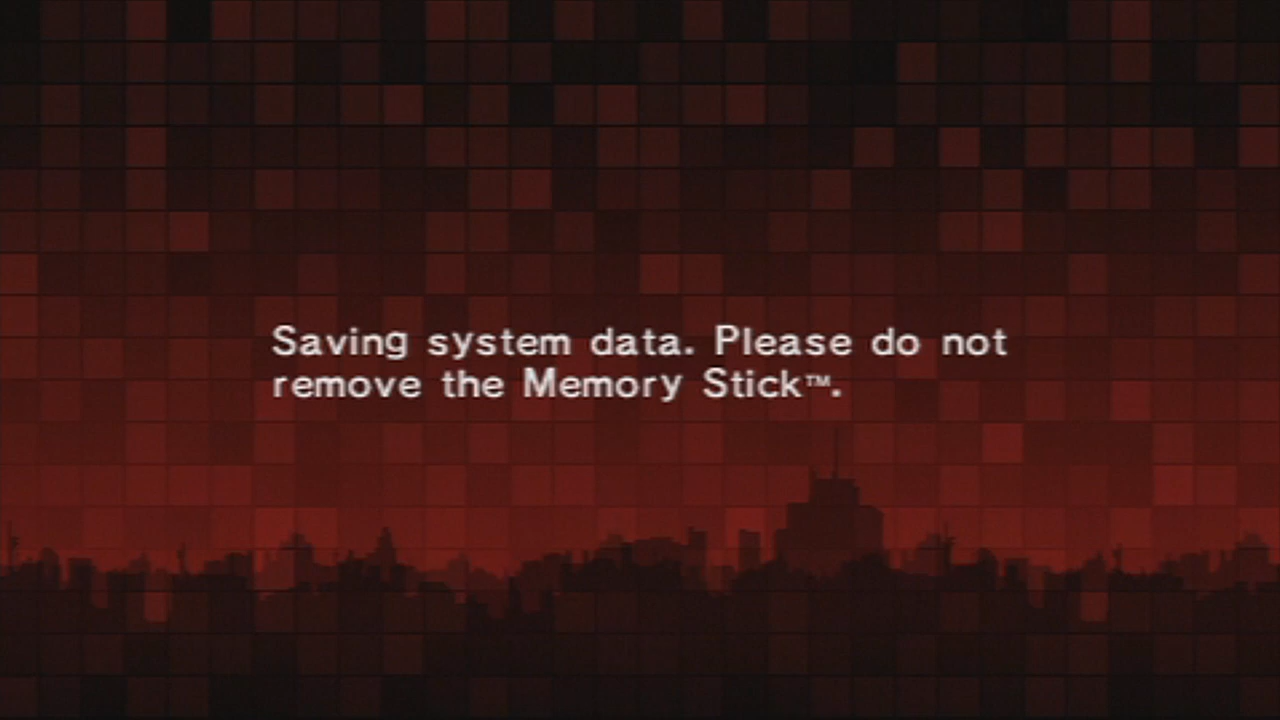 Saving system data. Please do not
remove the Memory Stick™.